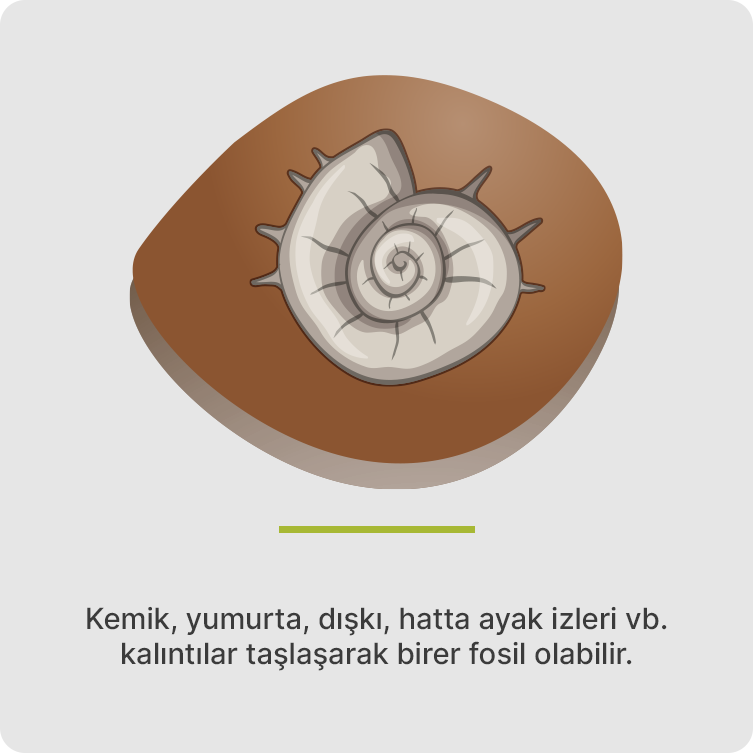 Kemik, yumurta, dışkı, hatta ayak izleri vb.
kalıntılar taşlaşarak birer fosil olabilir.